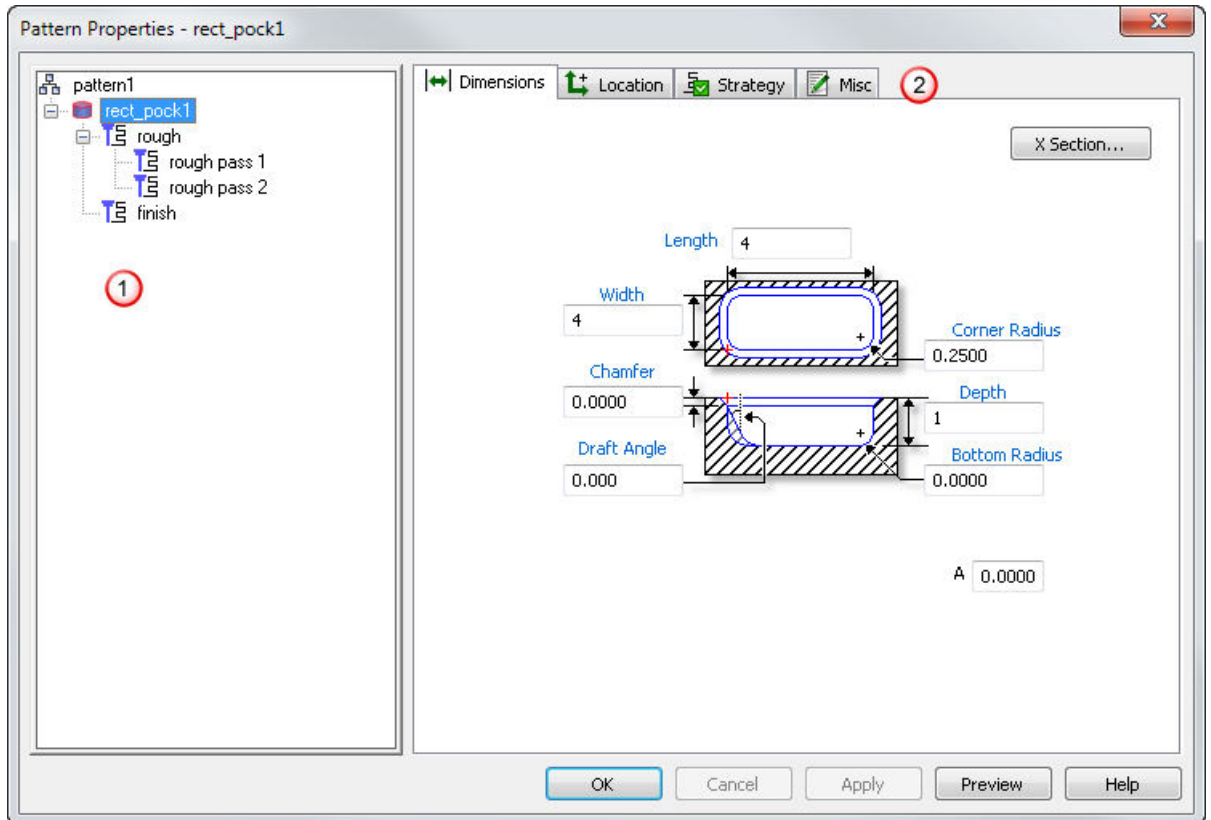 Pattern Properties - rect_pock1
x
pattern1
rect_pock1
rough
rough pass 1
rough pass 2
finish
1
Dimensions
Location
Strategy
Misc
2
X Section...
Length
4
Width
4
Corner Radius
0.2500
Chamfer
0.0000
Depth
1
Draft Angle
0.000
Bottom Radius
0.0000
A
0.0000
OK
Cancel
Apply
Preview
Help